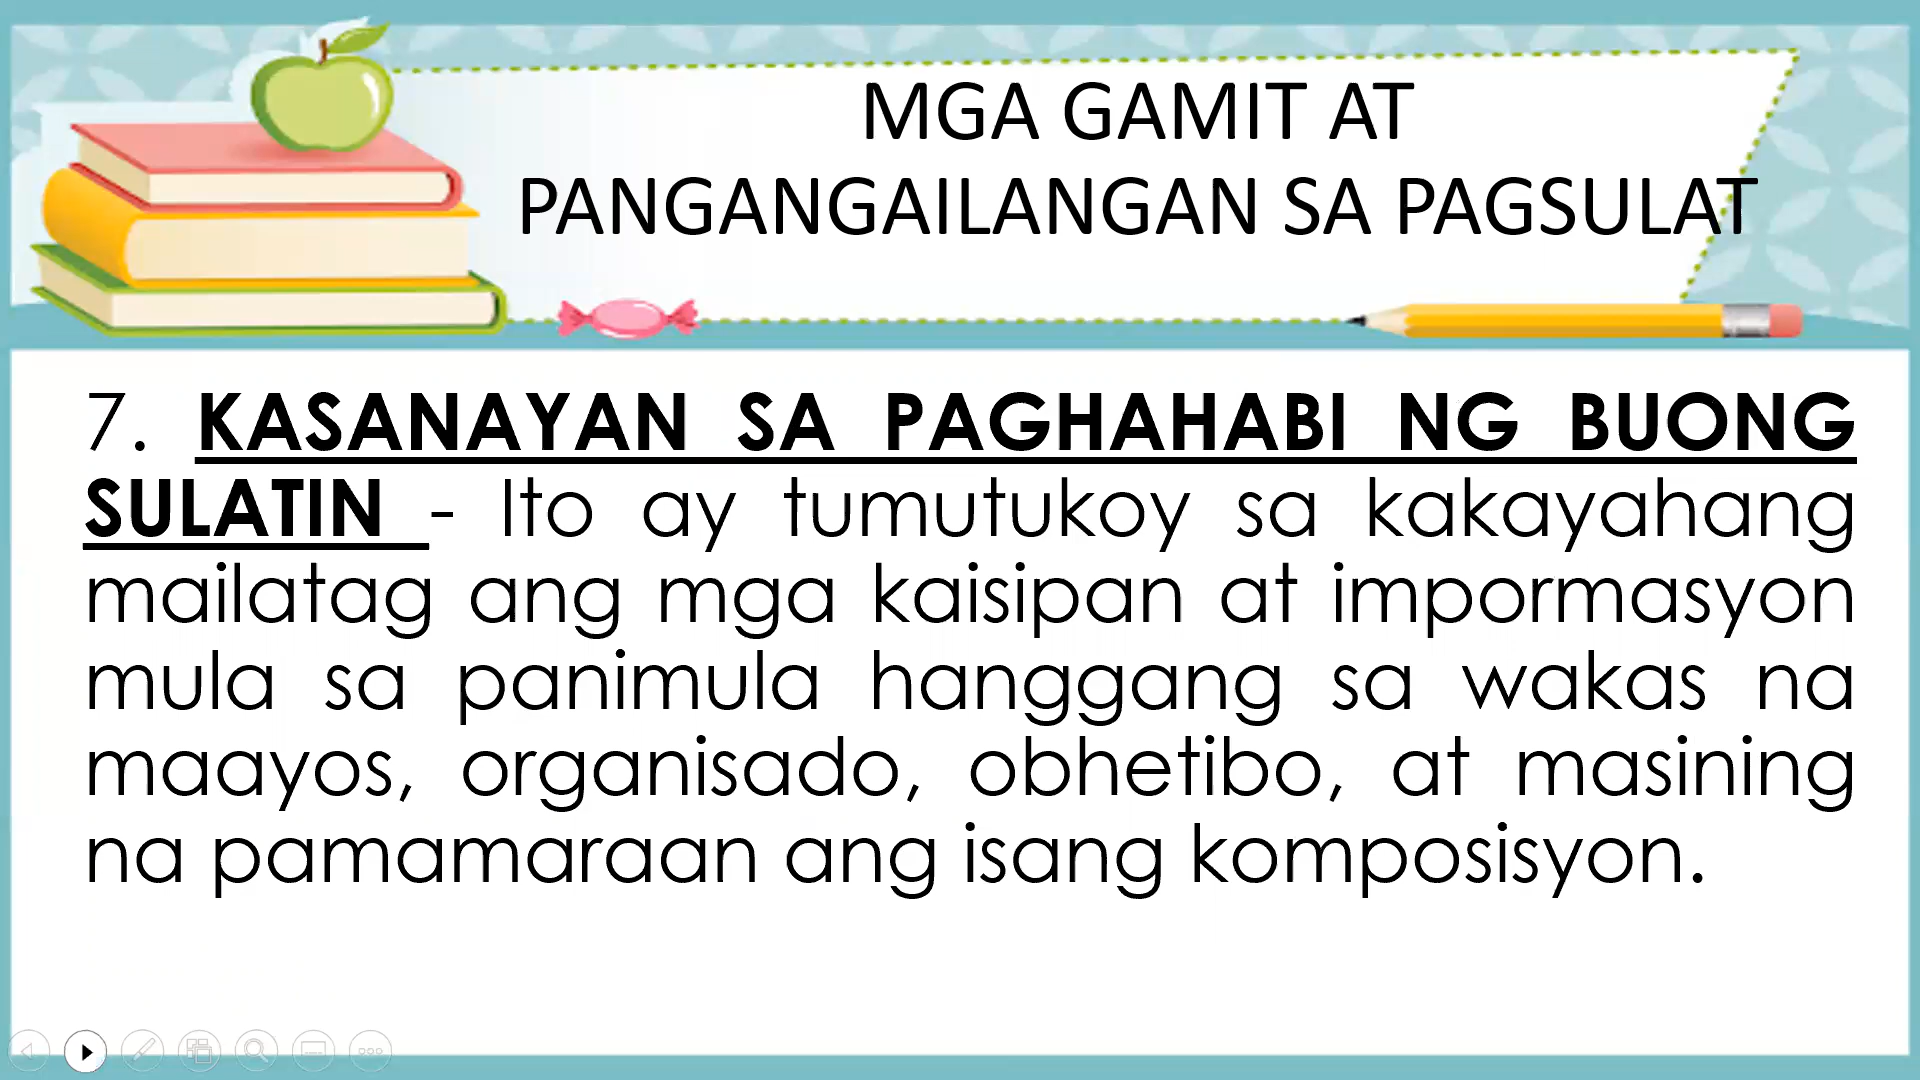 MGA GAMIT AT
PANGANGAILANGAN SA PAGSULAT
7. KASANAYAN SA PAGHAHABI NG BUONG
SULATIN - Ito ay tumutukoy sa kakayahang
mailatag ang mga kaisipan at impormasyon
mula sa panimula hanggang sa wakas na
maayos, organisado, obhetibo, at masining
na pamamaraan ang isang komposisyon.